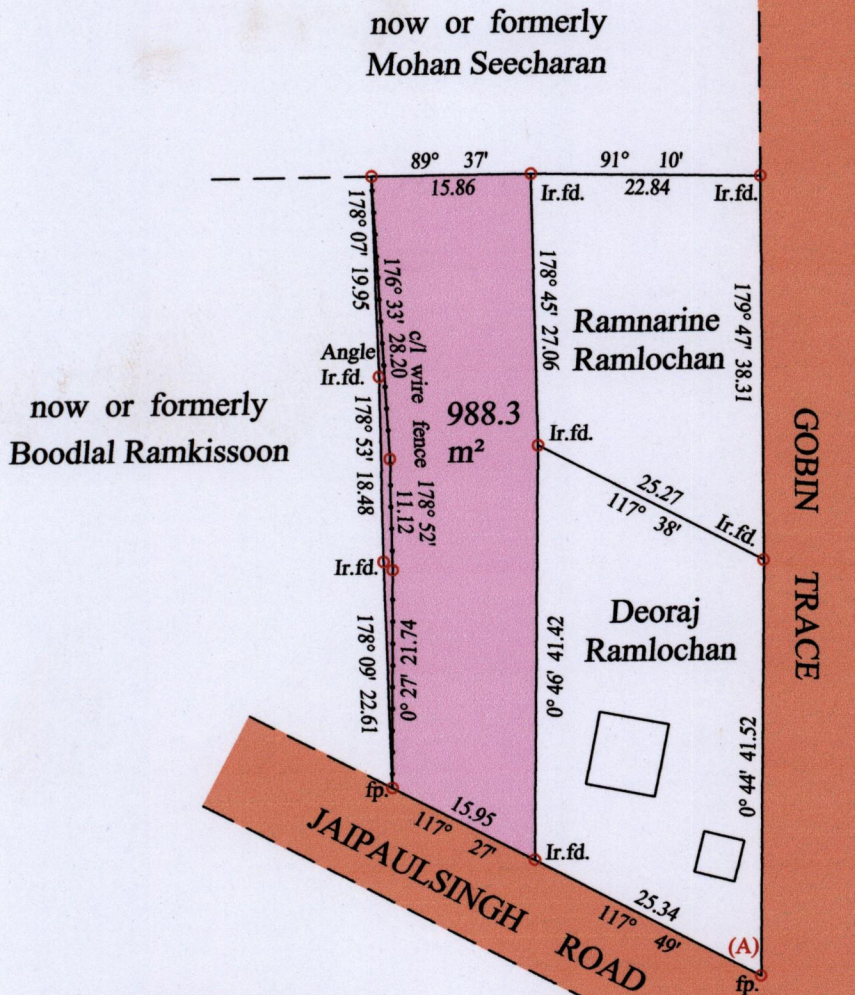 now or formerly
Mohan Seecharan
89° 37'
15.86
91° 10'
22.84
Ir.fd.
Ir.fd.
178° 07' 19.95
176° 33' 28.20
c/l wire fence
178° 45' 27.06
179° 47' 38.31
Ramnarine
Ramlochan
Angle
Ir.fd.
now or formerly
Boodlal Ramkissoon
988.3
m²
Ir.fd.
178° 53' 18.48
178° 52'
11.12
25.27
117° 38'
Ir.fd.
GOBIN TRACE
Ir.fd.
Deoraj
Ramlochan
178° 09' 22.61
0° 27' 21.74
0° 46' 41.42
0° 44' 41.52
fp.
15.95
117° 27'
Ir.fd.
JAIPAULSINGH ROAD
25.34
117° 49'
(A)
fp.